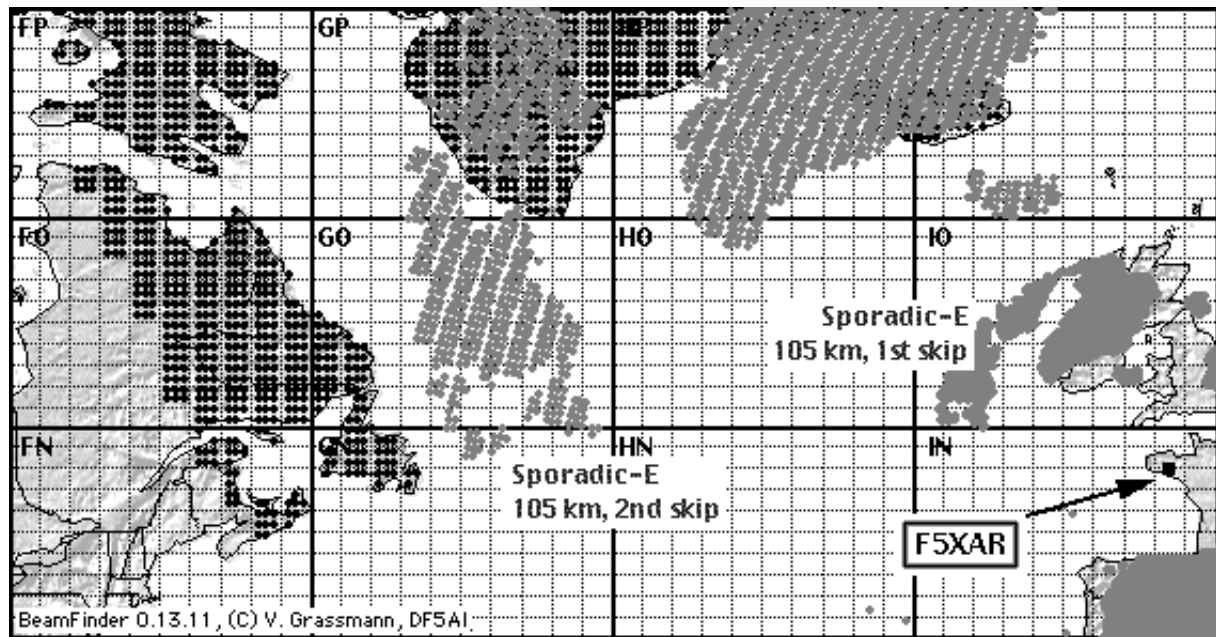 FP
GP
FO
GO
HO
IO
Sporadic-E
105 km, 1st skip
FN
HN
IN
Sporadic-E
105 km, 2nd skip
F5XAR
BeamFinder 0.13.11, (C) V. Grassmann, DF5AI.